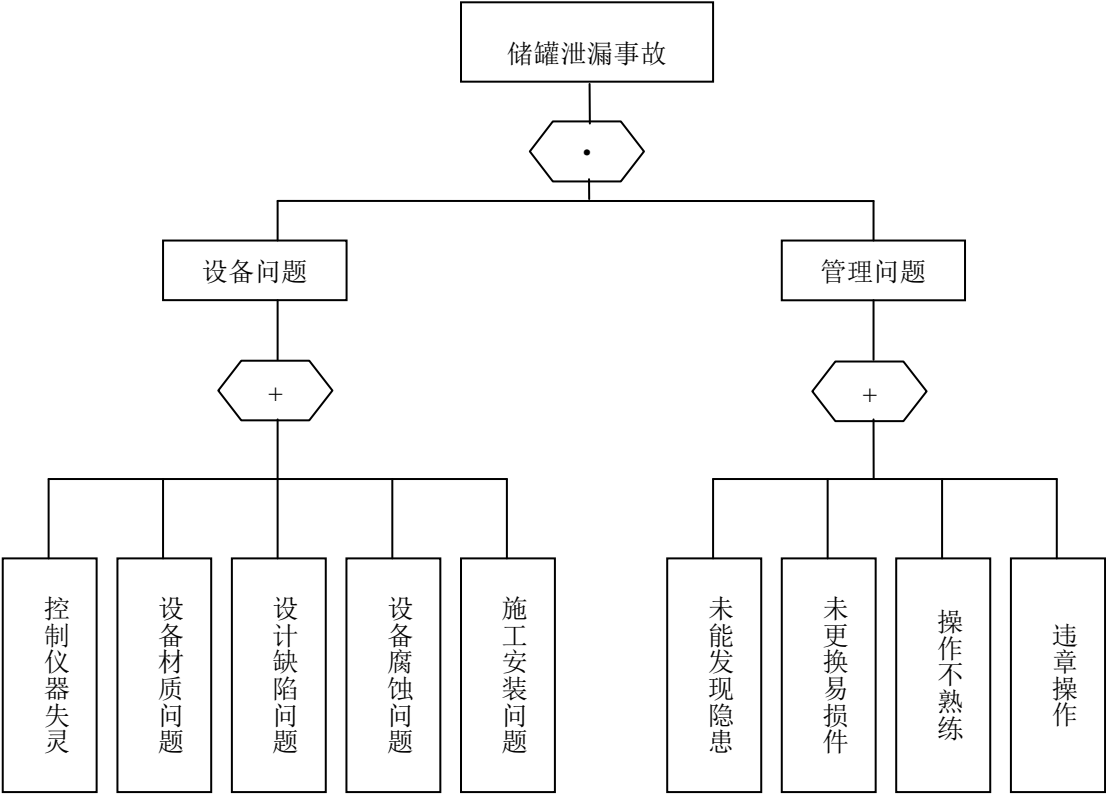 储罐泄漏事故
·
设备问题
管理问题
+
+
控制仪器失灵
设备材质问题
设计缺陷问题
设备腐蚀问题
施工安装问题
未能发现隐患
未更换易损件
操作不熟练
违章操作